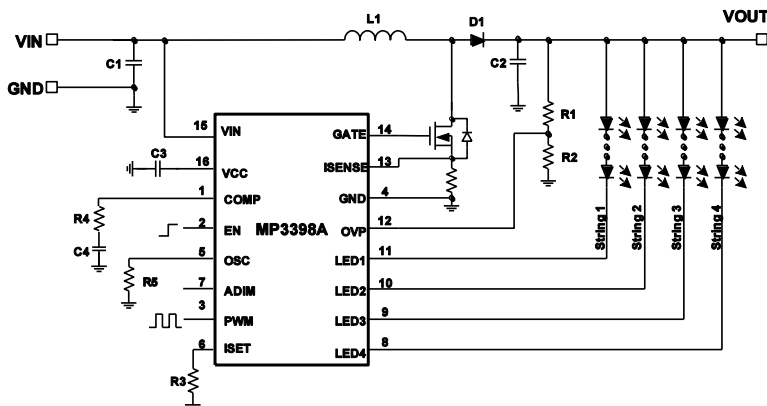 L1
D1
VOUT
VIN
C1
C2
GND
R1
R2
15
VIN
GATE
14
C3
16
VCC
ISENSE
13
1
COMP
GND
4
R4
2
EN
MP3398A
OVP
12
C4
5
OSC
LED1
11
R5
7
ADIM
LED2
10
3
PWM
LED3
9
6
ISET
LED4
8
R3
String 1
String 2
String 3
String 4